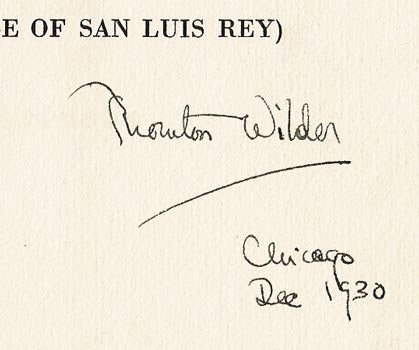 E OF SAN LUIS REY)
Thornton Wilder
Chicago
Dec 1930